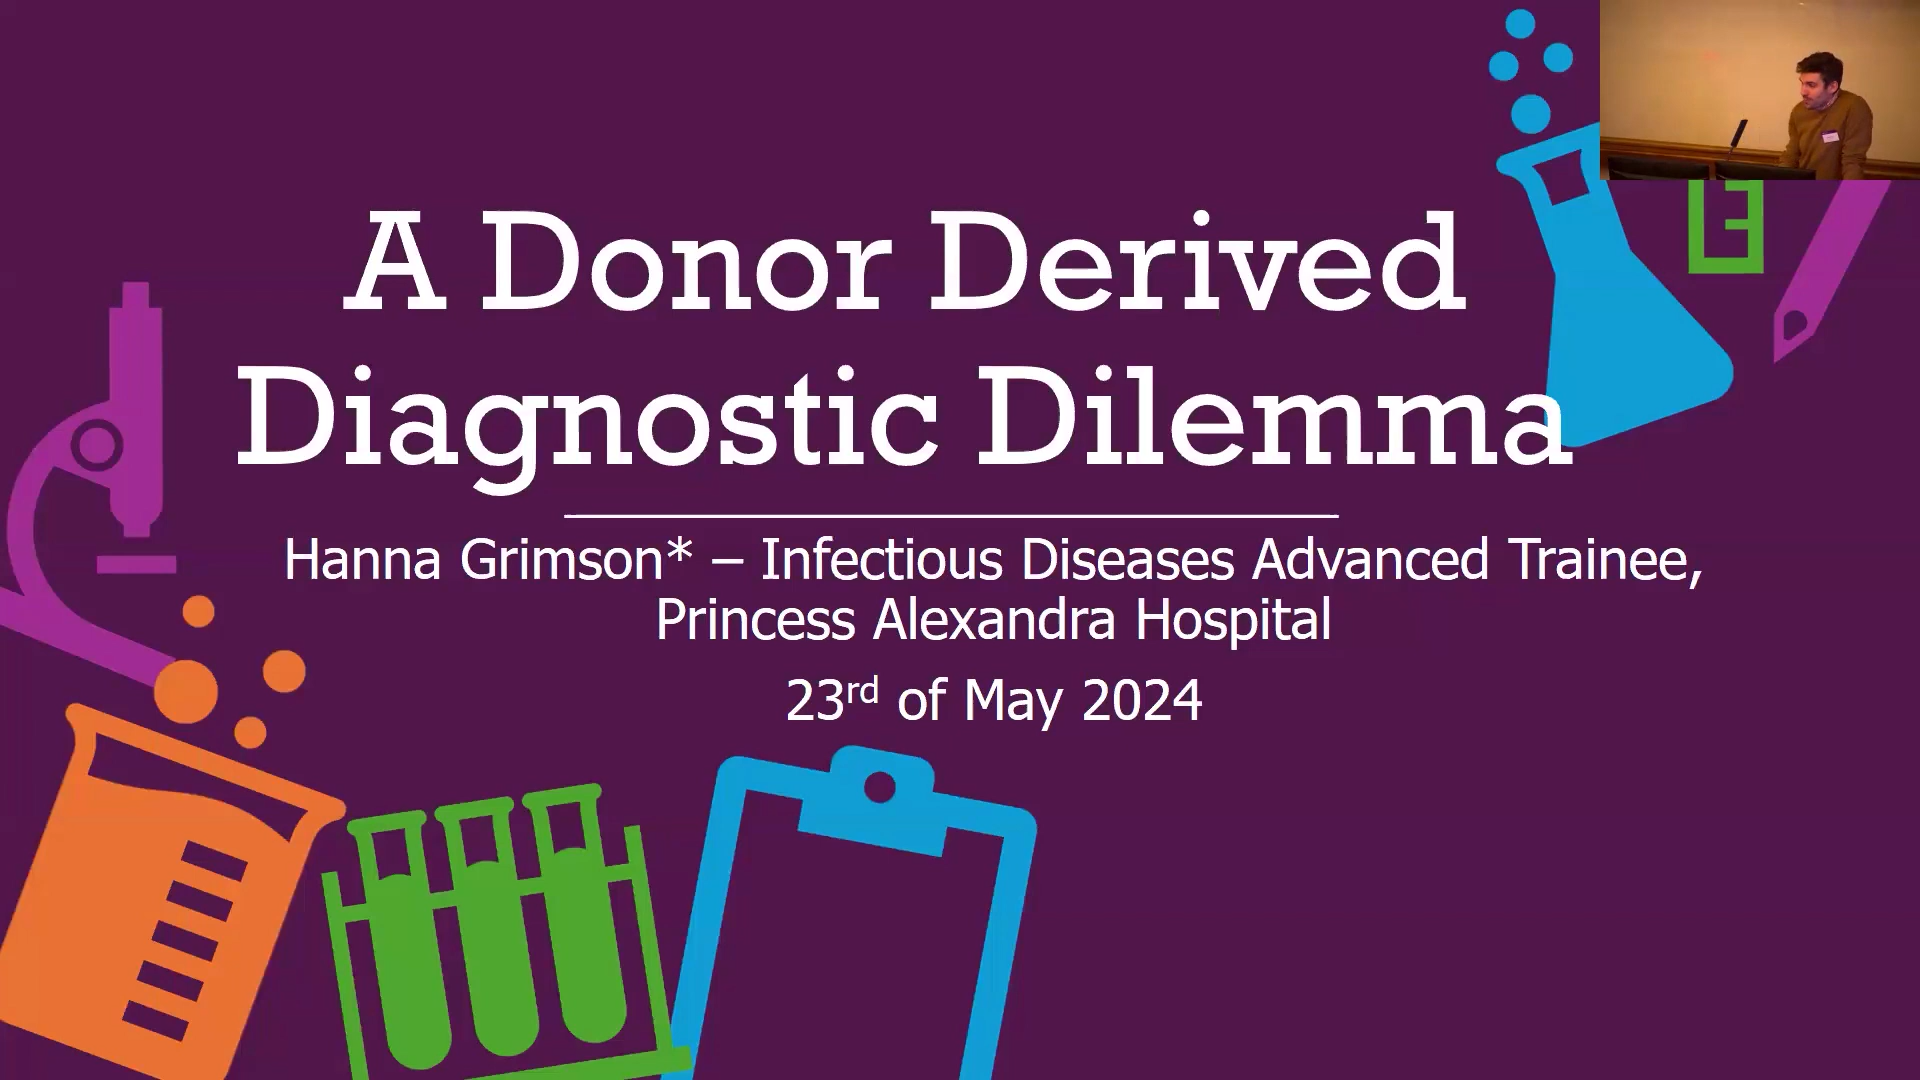 A Donor Derived
Diagnostic Dilemma
Hanna Grimson* – Infectious Diseases Advanced Trainee,
Princess Alexandra Hospital
23rd of May 2024